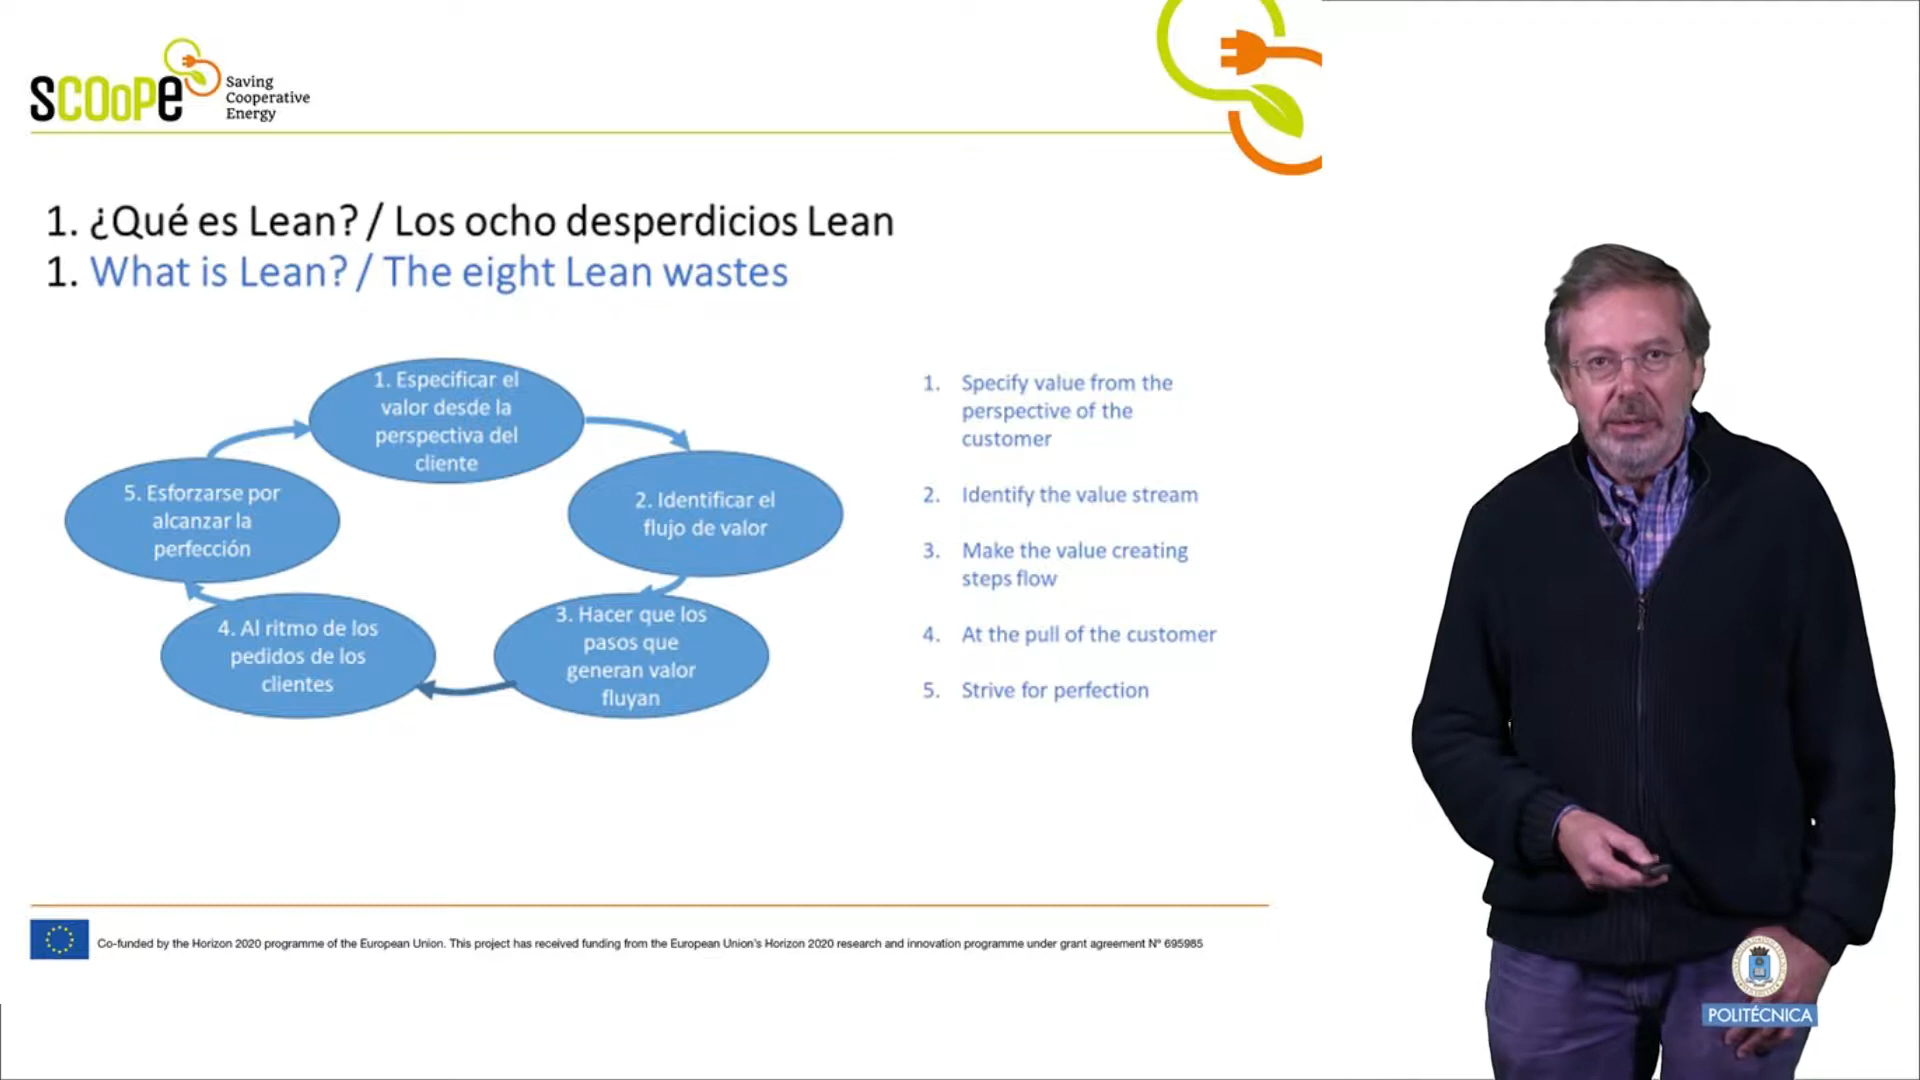 SCOoPE
Saving
Cooperative
Energy
1. ¿Qué es Lean? / Los ocho desperdicios Lean
1. What is Lean? / The eight Lean wastes
1. Especificar el
valor desde la
perspectiva del
cliente
2. Identificar el
flujo de valor
3. Hacer que los
pasos que
generan valor
fluyan
4. Al ritmo de los
pedidos de los
clientes
5. Esforzarse por
alcanzar la
perfección
1. Specify value from the
perspective of the
customer
2. Identify the value stream
3. Make the value creating
steps flow
4. At the pull of the customer
5. Strive for perfection
Co-funded by the Horizon 2020 programme of the European Union. This project has received funding from the European Union's Horizon 2020 research and innovation programme under grant agreement Nº 695985
POLITÉCNICA